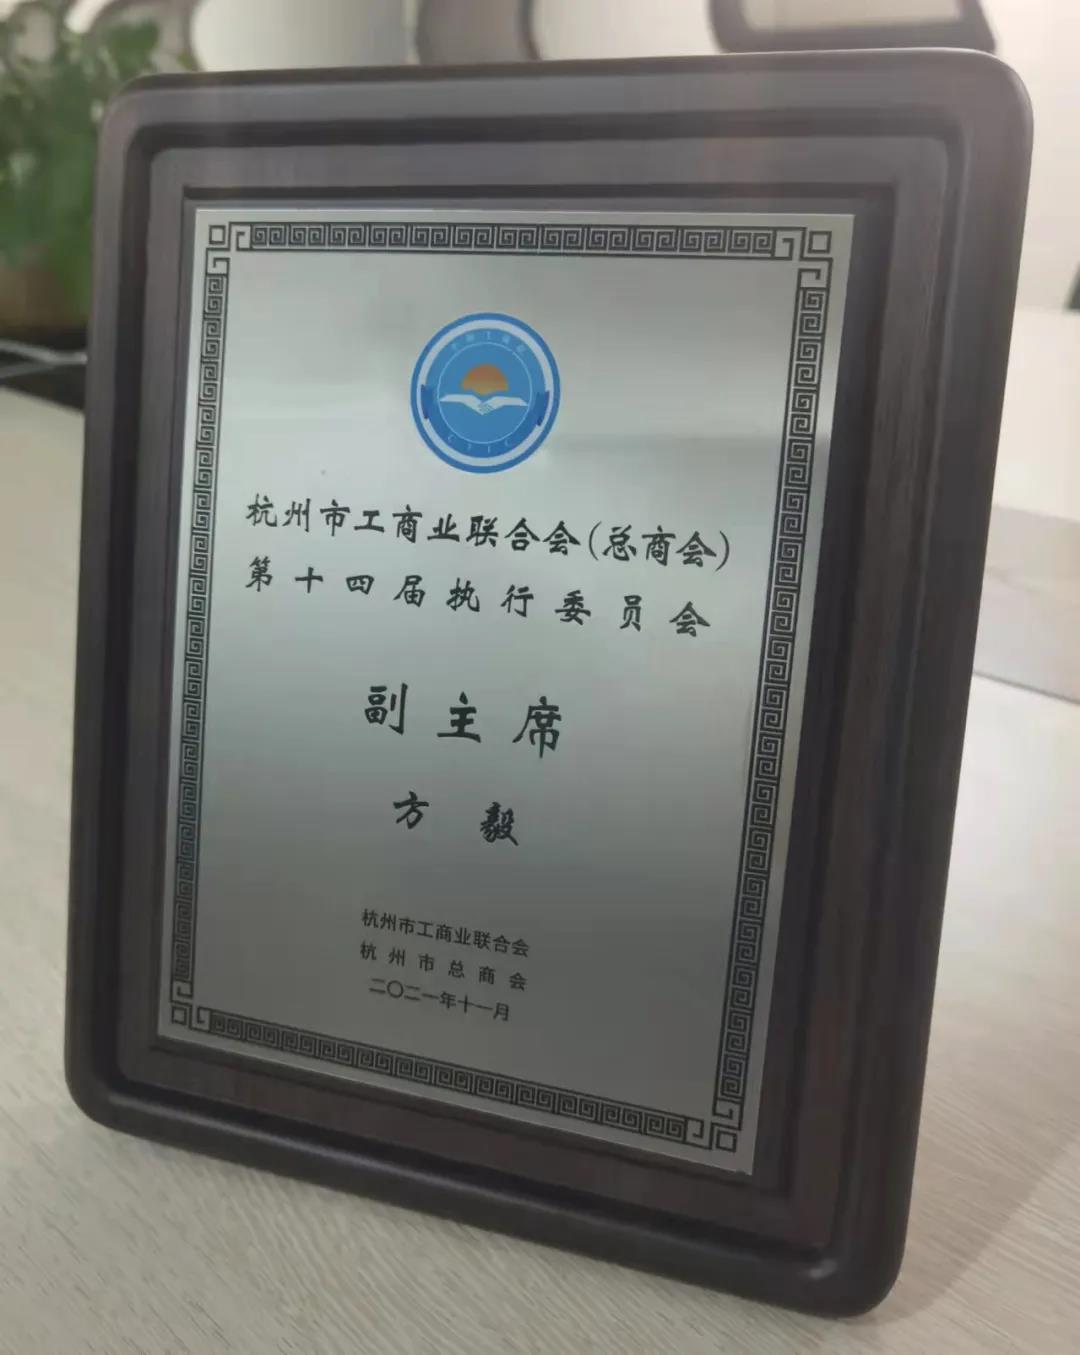 杭州市工商业联合会(总商会)
第十四届执行委员会
副主席
方毅
杭州市工商业联合会
杭州市总商会
二〇二一年十一月